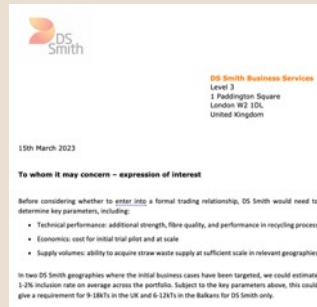 DS
Smith
DS Smith Business Services
Level 3
1 Paddington Square
London W2 1DL
United Kingdom
15th March 2023
To whom it may concern – expression of interest
Before considering whether to enter into a formal trading relationship, DS Smith would need to
determine key parameters, including:
• Technical performance: additional strength, fibre quality, and performance in recycling process
• Economics: cost for initial trial pilot and at scale
• Supply volumes: ability to acquire straw waste supply at sufficient scale in relevant geographies
In two DS Smith geographies where the initial business cases have been targeted, we could estimate
1-2% inclusion rate on average across the portfolio. Subject to the key parameters above, this could
give a requirement for 9-18kTs in the UK and 6-12kTs in the Balkans for DS Smith only.